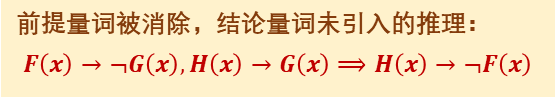 前提量词被消除，结论量词未引入的推理：
F(x) → ¬G(x), H(x) → G(x) ⟹ H(x) → ¬F(x)